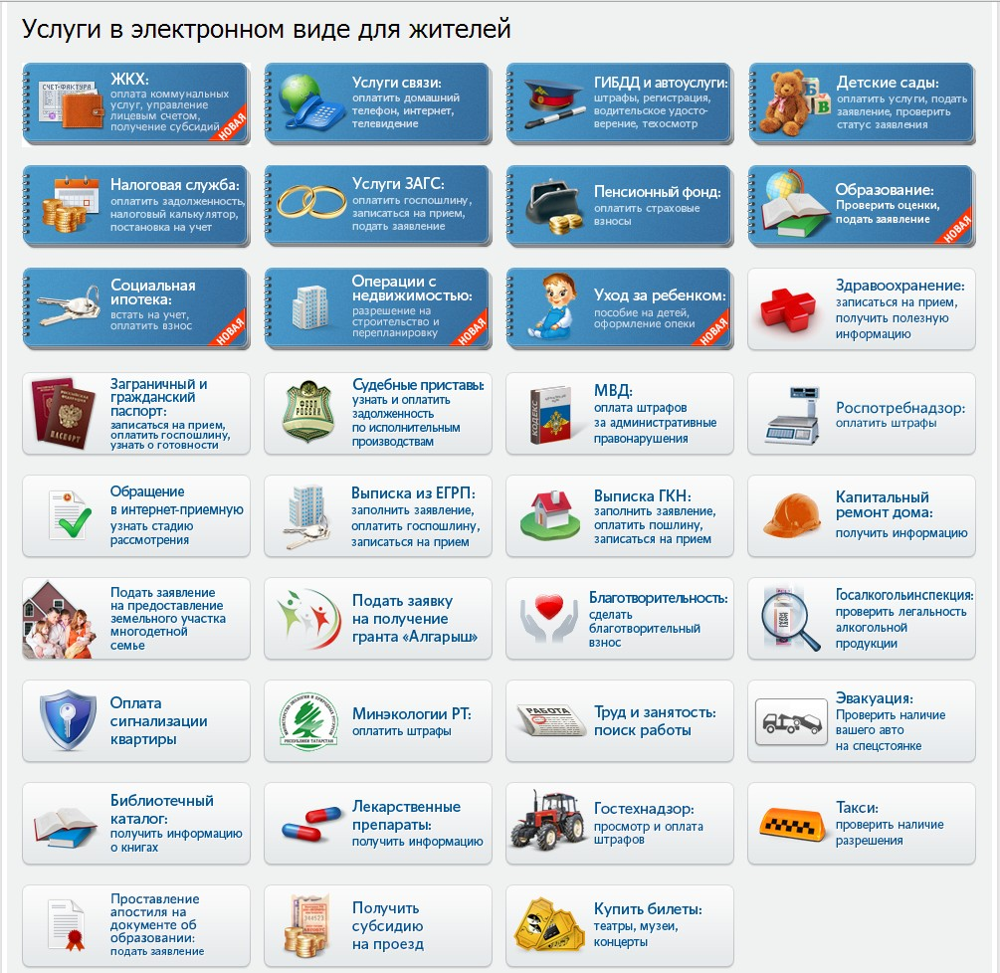 Услуги в электронном виде для жителей
ЖКХ:
оплата коммунальных
услуг, управление
лицевым счетом,
получение субсидий
НОВАЯ
СЧЕТ-ФАКТУРА
Услуги связи:
оплатить домашний
телефон, интернет,
телевидение
ГИБДД и автоуслуги:
штрафы, регистрация,
водительское удосто-
верение, техосмотр
Детские сады:
оплатить услуги, подать
заявление, проверить
статус заявления
Налоговая служба:
оплатить задолженность,
налоговый калькулятор,
постановка на учет
Услуги ЗАГС:
оплатить госпошлину,
записаться на прием,
подать заявление
Пенсионный фонд:
оплатить страховые
взносы
Образование:
Проверить оценки,
подать заявление
НОВАЯ
Социальная
ипотека:
встать на учет,
оплатить взнос
НОВАЯ
Операции с
недвижимостью:
разрешение на
строительство и
перепланировку
НОВАЯ
Уход за ребенком:
пособие на детей,
оформление опеки
НОВАЯ
Здравоохранение:
записаться на прием,
получить полезную
информацию
Заграничный и
гражданский
паспорт:
записаться на прием,
оплатить госпошлину,
узнать о готовности
ПАСПОРТ
Судебные приставы:
узнать и оплатить
задолженность
по исполнительным
производствам
ФССП
РОССИИ
МВД:
оплата штрафов
за административные
правонарушения
КОДЕКС
Роспотребнадзор:
оплатить штрафы
Обращение
в интернет-приемную
узнать стадию
рассмотрения
Выписка из ЕГРП:
заполнить заявление,
оплатить госпошлину,
записаться на прием
Выписка ГКН:
заполнить заявление,
оплатить пошлину,
записаться на прием
Капитальный
ремонт дома:
получить информацию
Подать заявление
на предоставление
земельного участка
многодетной
семье
Подать заявку
на получение
гранта «Алгарыш»
Благотворительность:
сделать
благотворительный
взнос
Госалкогольинспекция:
проверить легальность
алкогольной
продукции
Оплата
сигнализации
квартиры
Минэкологии РТ:
оплатить штрафы
Труд и занятость:
поиск работы
РАБОТА
Эвакуация:
Проверить наличие
вашего авто
на спецстоянке
Библиотечный
каталог:
получить информацию
о книгах
Лекарственные
препараты:
получить информацию
Гостехнадзор:
просмотр и оплата
штрафов
Такси:
проверить наличие
разрешения
Проставление
апостиля на
документе об
образовании:
подать заявление
Получить
субсидию
на проезд
Купить билеты:
театры, музеи,
концерты